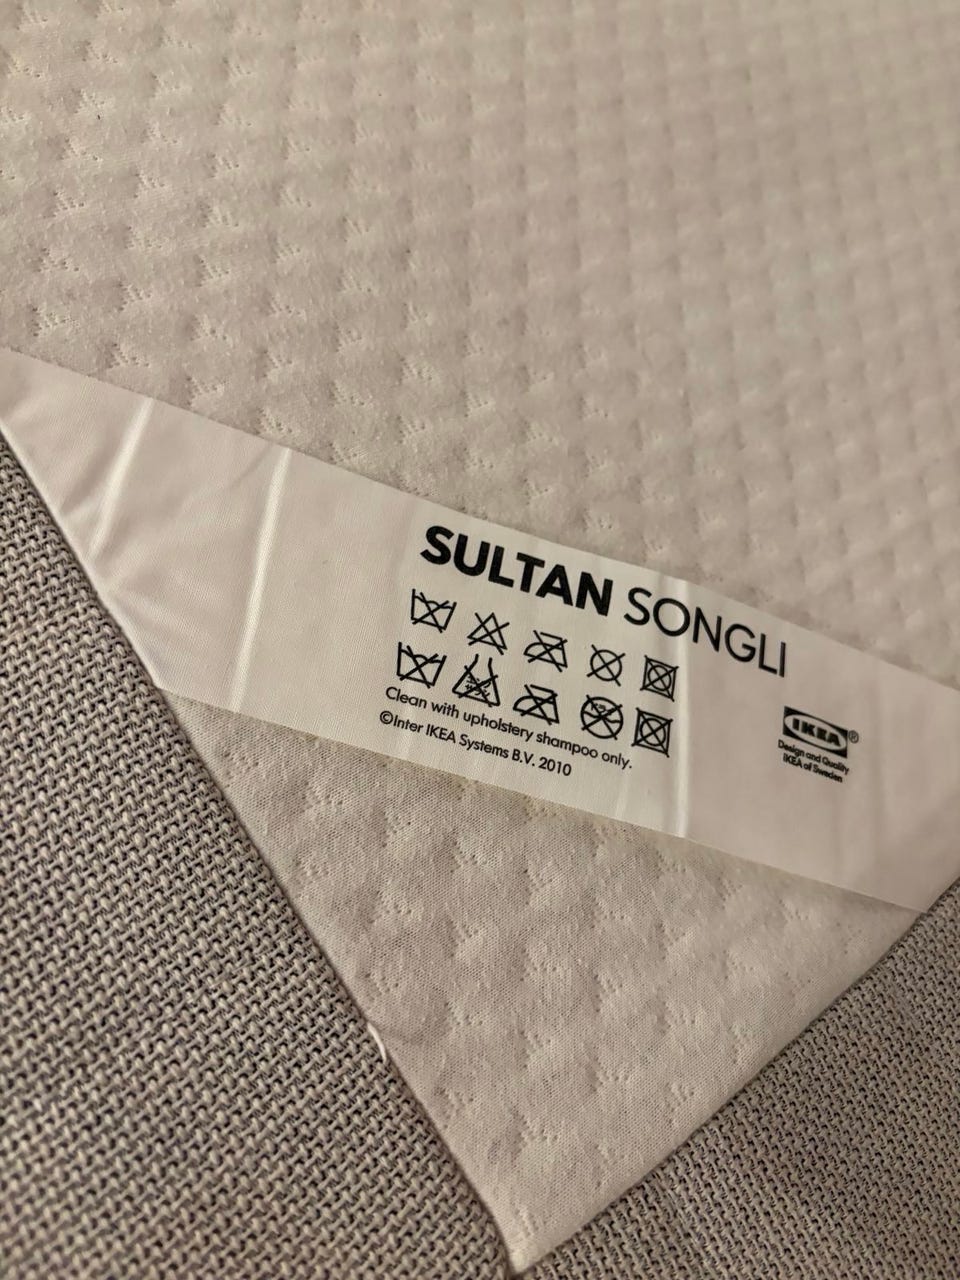 SULTAN SONGLI
Clean with upholstery shampoo only.
©Inter IKEA Systems B.V. 2010
IKEA®
Design and Quality
IKEA of Sweden